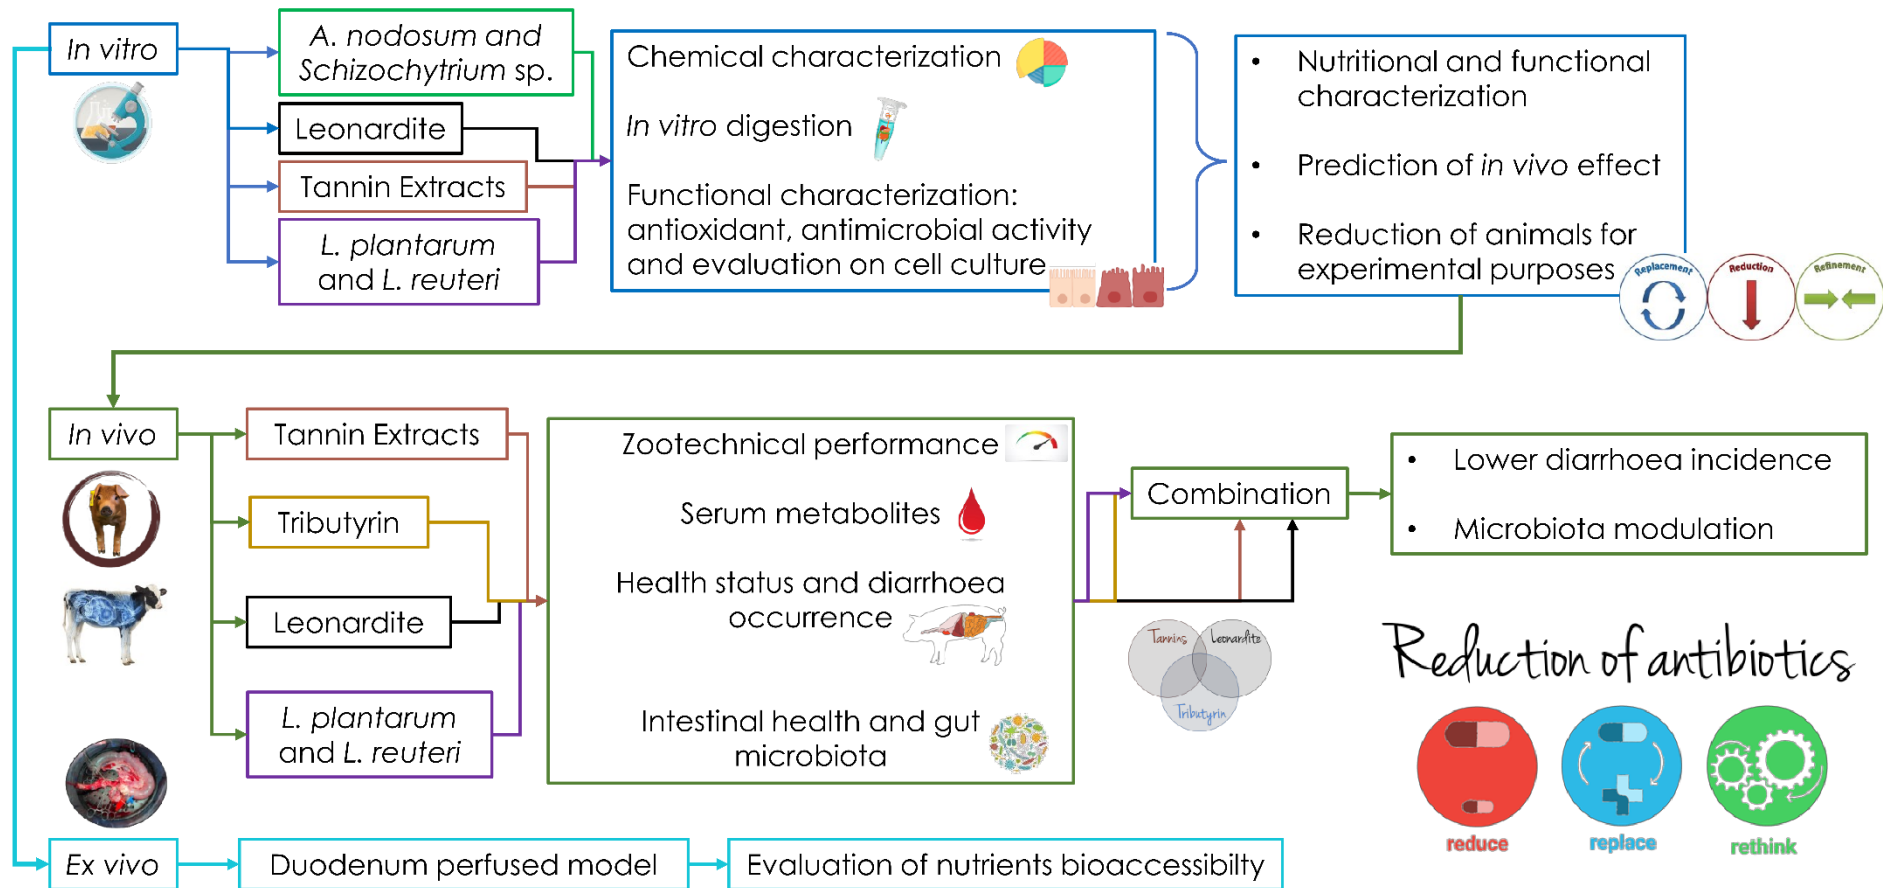 In vitro
A. nodosum and
Schizochytrium sp.
Leonardite
Tannin Extracts
L. plantarum
and L. reuteri
Chemical characterization
In vitro digestion
Functional characterization:
antioxidant, antimicrobial activity
and evaluation on cell culture
• Nutritional and functional
characterization
• Prediction of in vivo effect
• Reduction of animals for
experimental purposes
Replacement
Reduction
Refinement
In vivo
Tannin Extracts
Tributyrin
Leonardite
L. plantarum
and L. reuteri
Zootechnical performance
Serum metabolites
Health status and diarrhoea
occurrence
Intestinal health and gut
microbiota
Combination
Tannins
Leonardite
Tributyrin
• Lower diarrhoea incidence
• Microbiota modulation
Reduction of antibiotics
reduce
replace
rethink
Ex vivo
Duodenum perfused model
Evaluation of nutrients bioaccessibilty